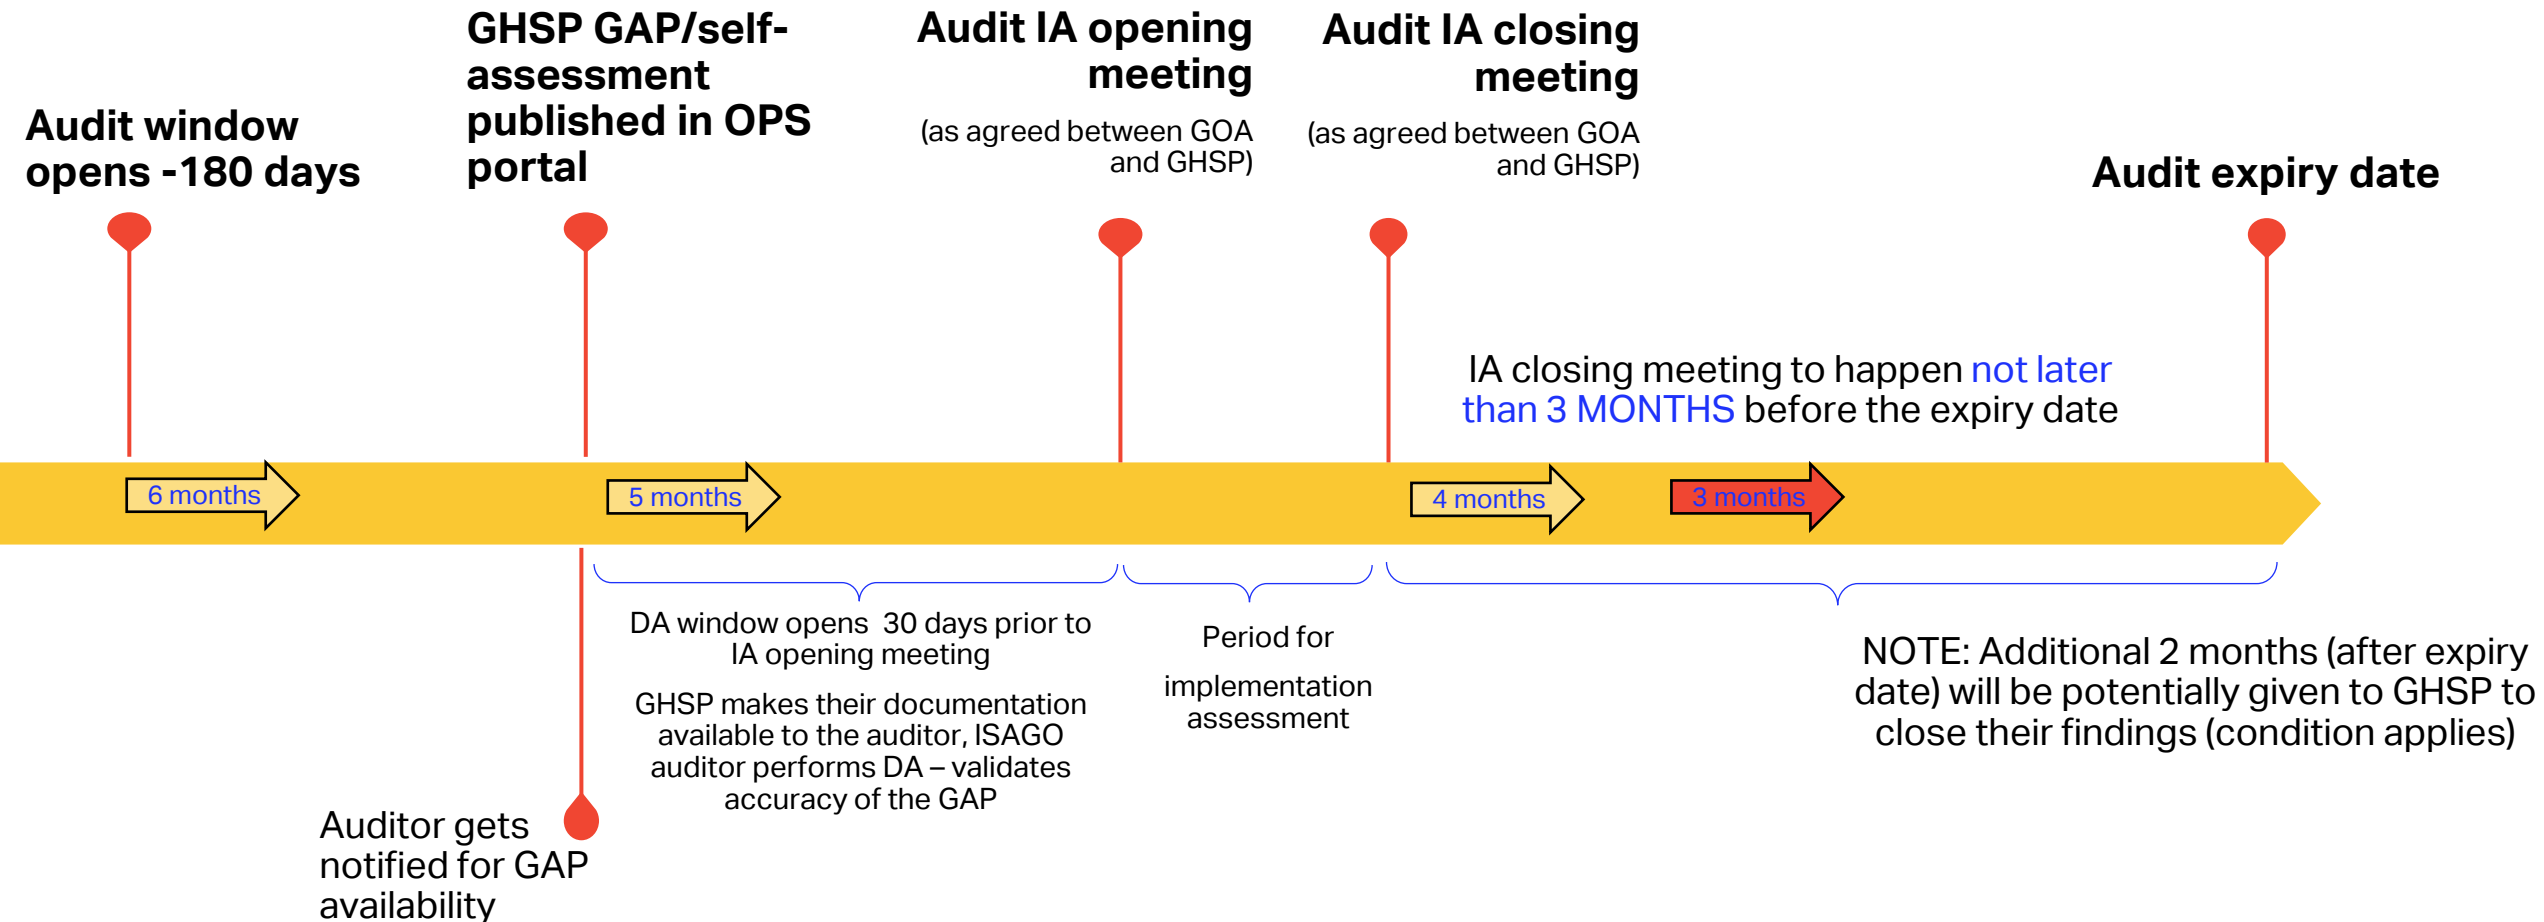 Audit window
opens -180 days
GHSP GAP/self-
assessment
published in OPS
portal
Audit IA opening
meeting
(as agreed between GOA
and GHSP)
Audit IA closing
meeting
(as agreed between GOA
and GHSP)
Audit expiry date
IA closing meeting to happen not later
than 3 MONTHS before the expiry date
6 months
5 months
4 months
3 months
DA window opens  30 days prior to
IA opening meeting
GHSP makes their documentation
available to the auditor, ISAGO
auditor performs DA – validates
accuracy of the GAP
Period for
implementation
assessment
NOTE: Additional 2 months (after expiry
date) will be potentially given to GHSP to
close their findings (condition applies)
Auditor gets
notified for GAP
availability